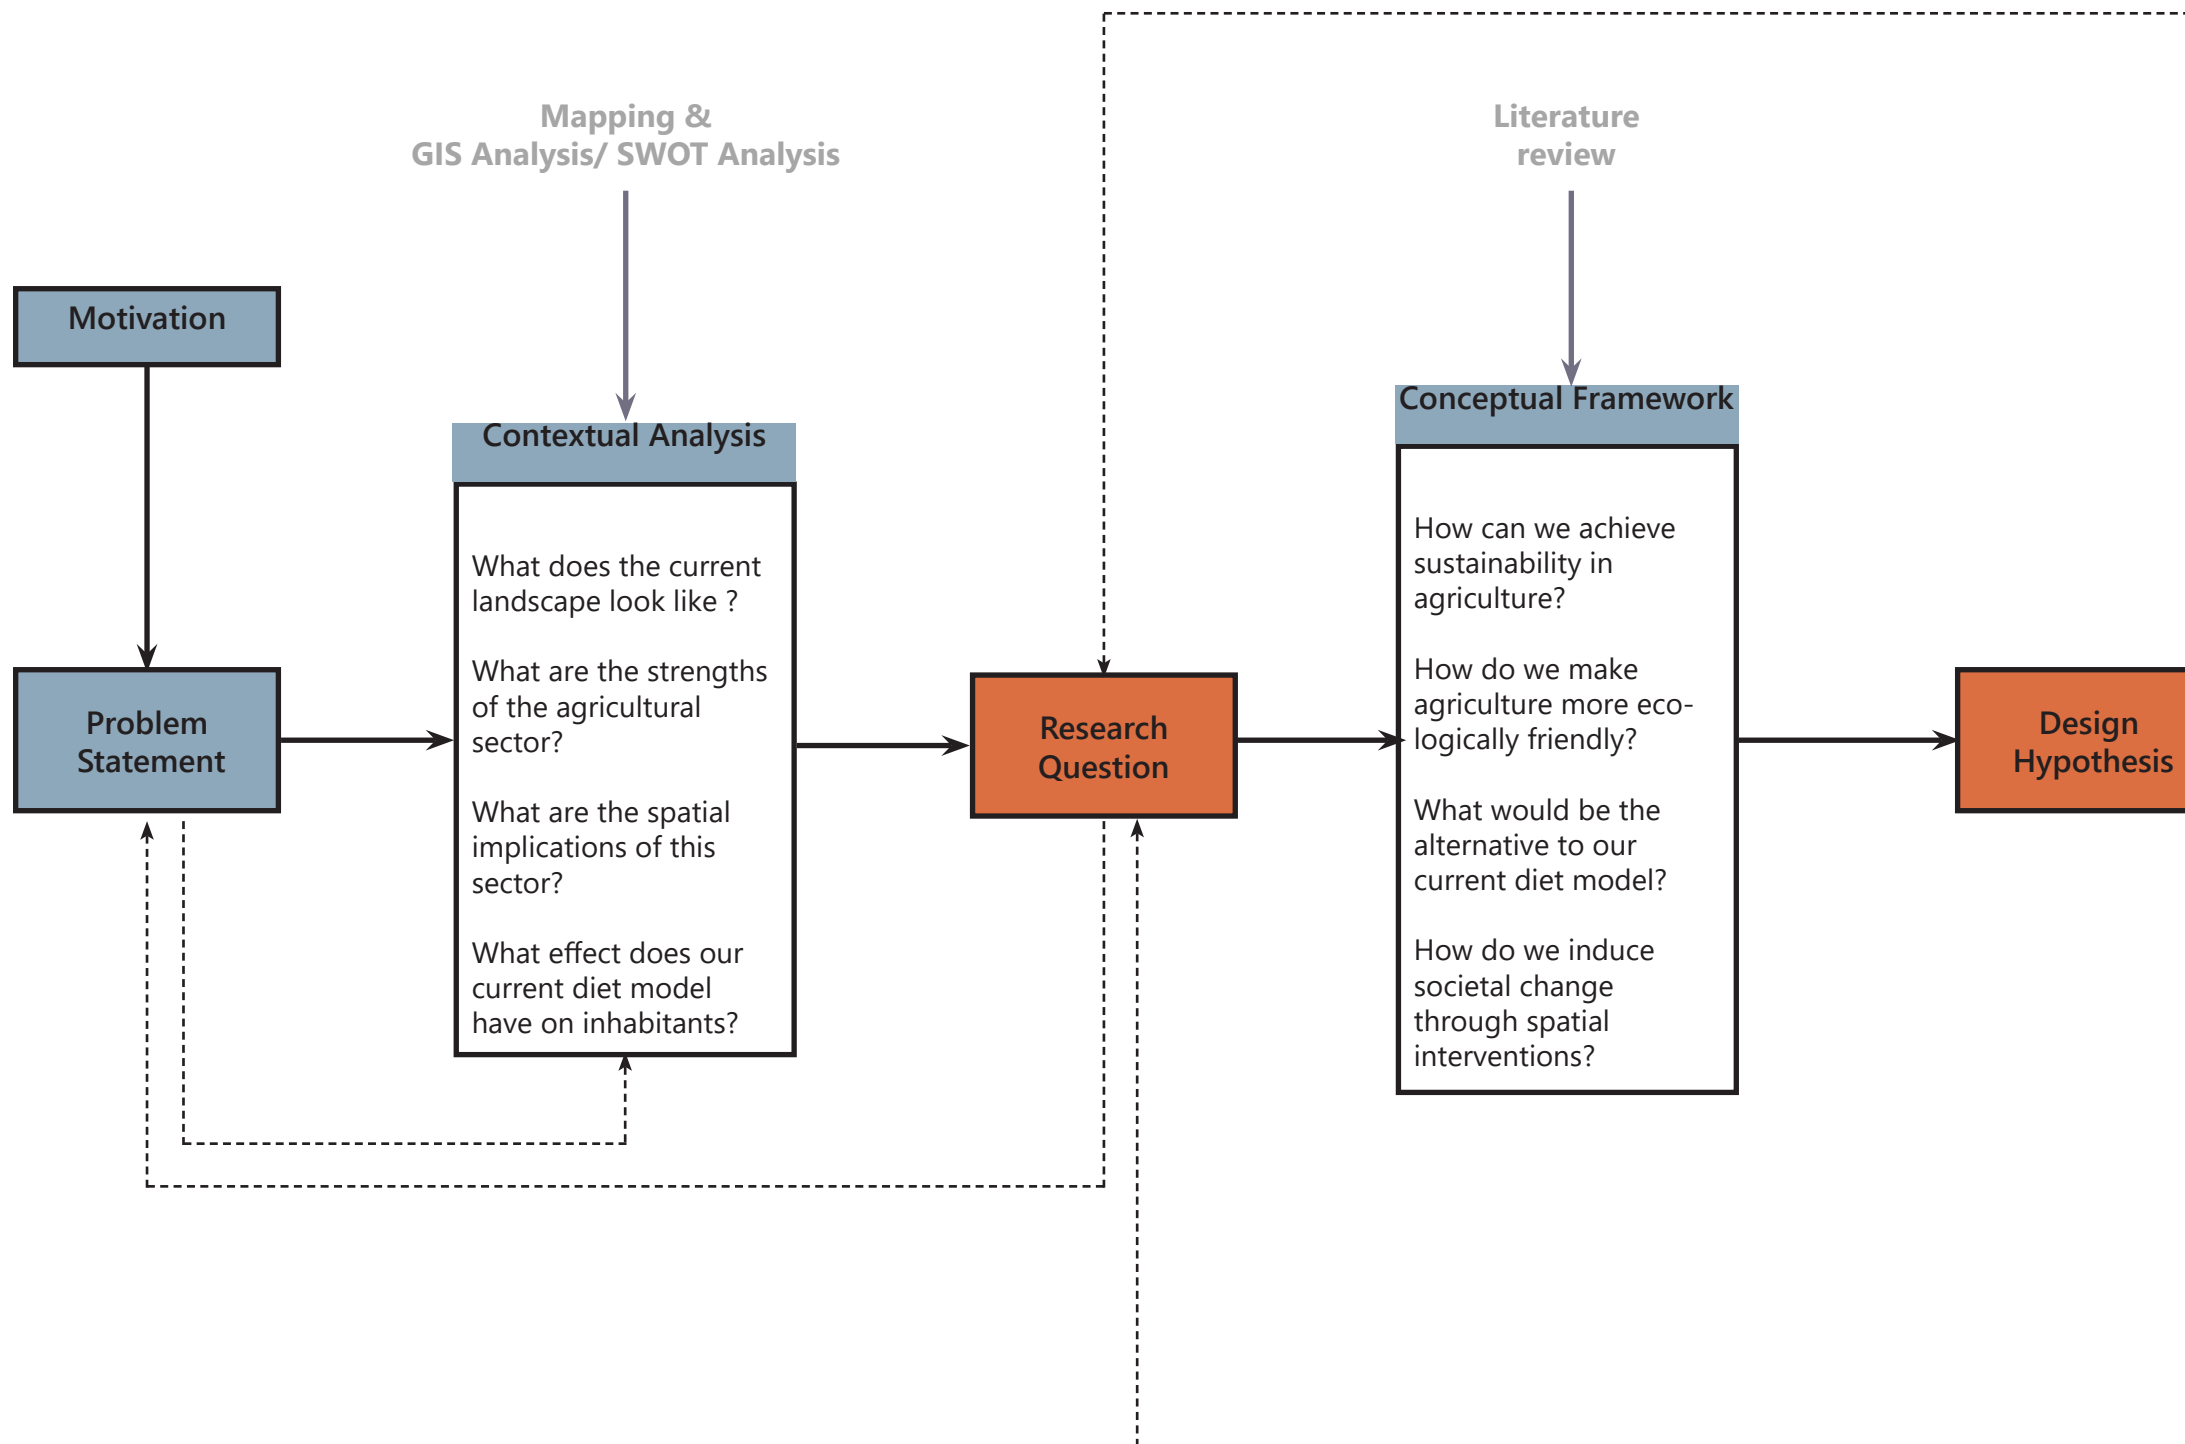 Mapping &
GIS Analysis/ SWOT Analysis
Literature
review
Motivation
Problem
Statement
Contextual Analysis
What does the current
landscape look like ?
What are the strengths
of the agricultural
sector?
What are the spatial
implications of this
sector?
What effect does our
current diet model
have on inhabitants?
Research
Question
Conceptual Framework
How can we achieve
sustainability in
agriculture?
How do we make
agriculture more eco-
logically friendly?
What would be the
alternative to our
current diet model?
How do we induce
societal change
through spatial
interventions?
Design
Hypothesis